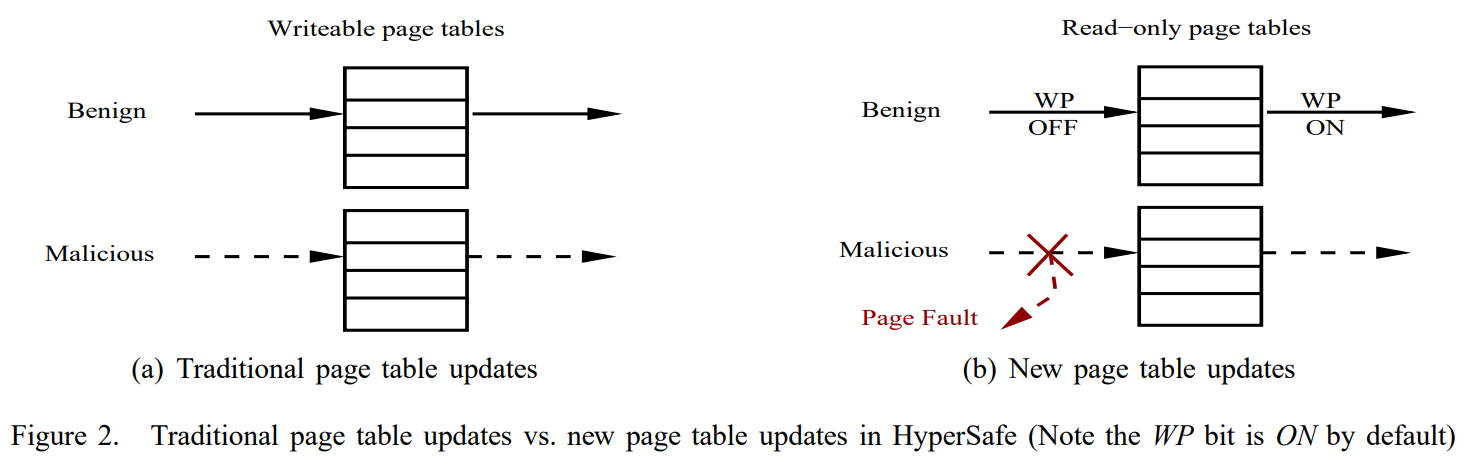 Writeable page tables
Benign
Malicious
(a) Traditional page table updates
Read−only page tables
Benign
WP
OFF
WP
ON
Malicious
Page Fault
(b) New page table updates
Figure 2. Traditional page table updates vs. new page table updates in HyperSafe (Note the WP bit is ON by default)